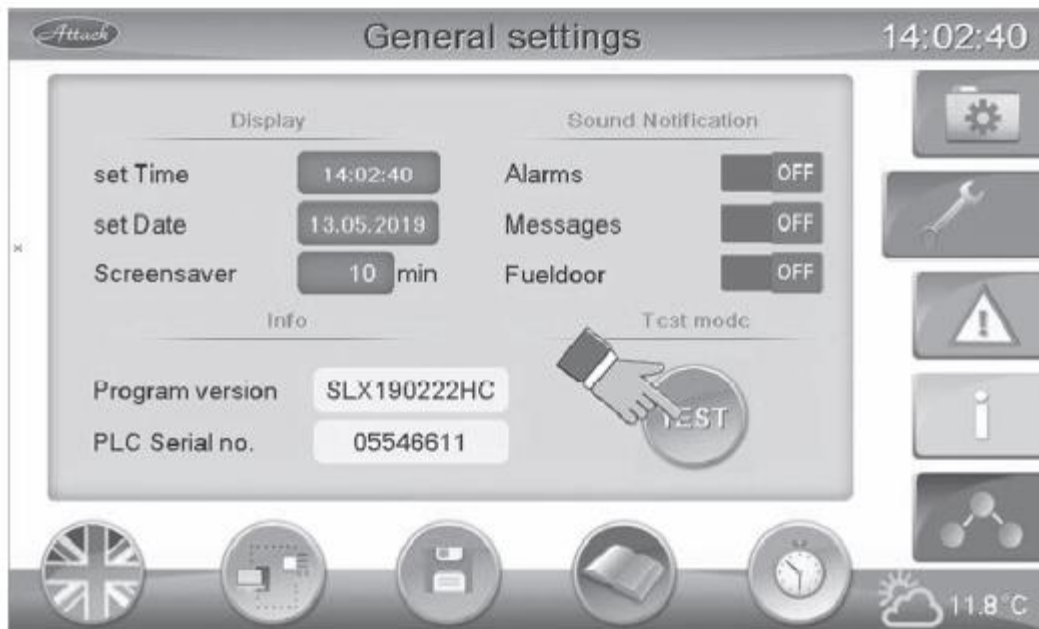 Attack
General settings
14:02:40
Display
set Time 14:02:40
set Date 13.05.2019
Screensaver 10 min
Sound Notification
Alarms OFF
Messages OFF
Fueldoor OFF
Info
Program version SLX190222HC
PLC Serial no. 05546611
Test mode
TEST
11.8°C